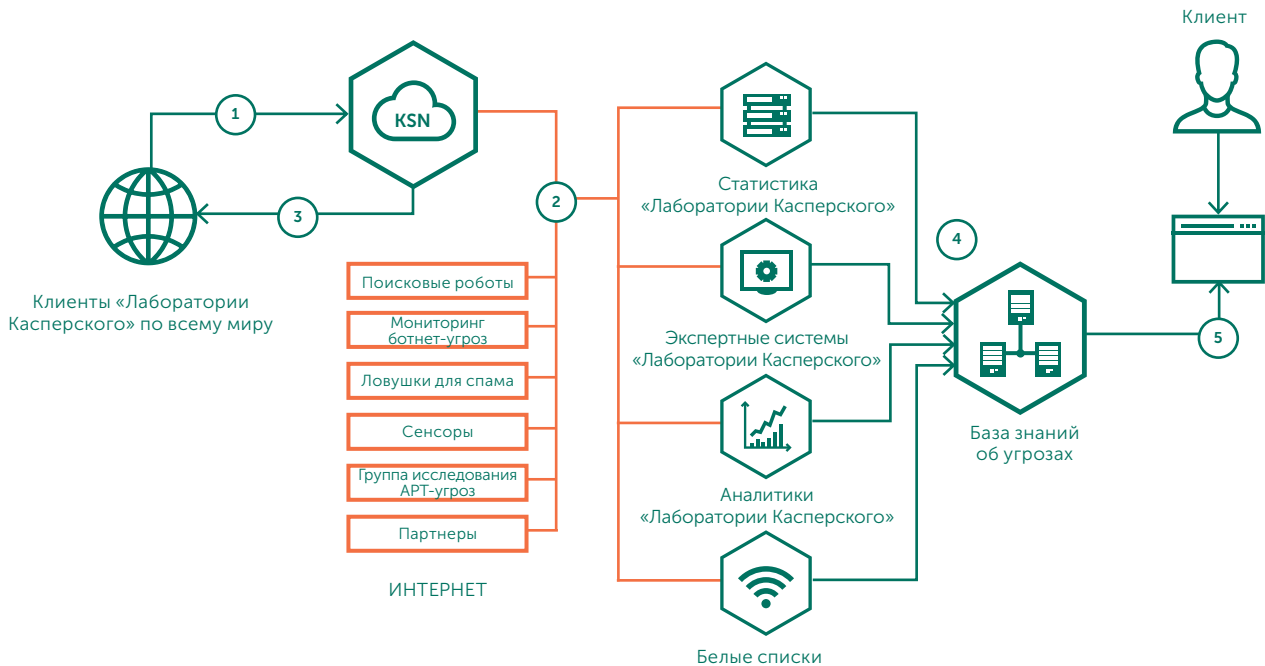 Клиент
1
KSN
2
3
Клиенты «Лаборатории
Касперского» по всему миру
Поисковые роботы
Мониторинг
ботнет-угроз
Ловушки для спама
Сенсоры
Группа исследования
АРТ-угроз
Партнеры
ИНТЕРНЕТ
Статистика
«Лаборатории Касперского»
Экспертные системы
«Лаборатории Касперского»
Аналитики
«Лаборатории Касперского»
Белые списки
4
База знаний
об угрозах
5